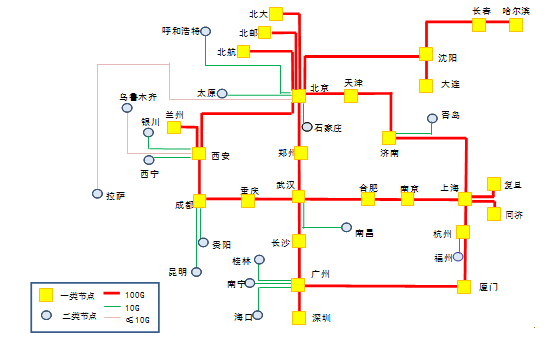 北大
长春
哈尔滨
北邮
呼和浩特
北航
沈阳
太原
北京
天津
大连
乌鲁木齐
兰州
银川
石家庄
青岛
西安
郑州
济南
西宁
拉萨
成都
重庆
武汉
合肥
南京
上海
复旦
同济
贵阳
长沙
南昌
杭州
福州
昆明
桂林
南宁
广州
厦门
海口
深圳
一类节点
100G
10G
二类节点
≤10G